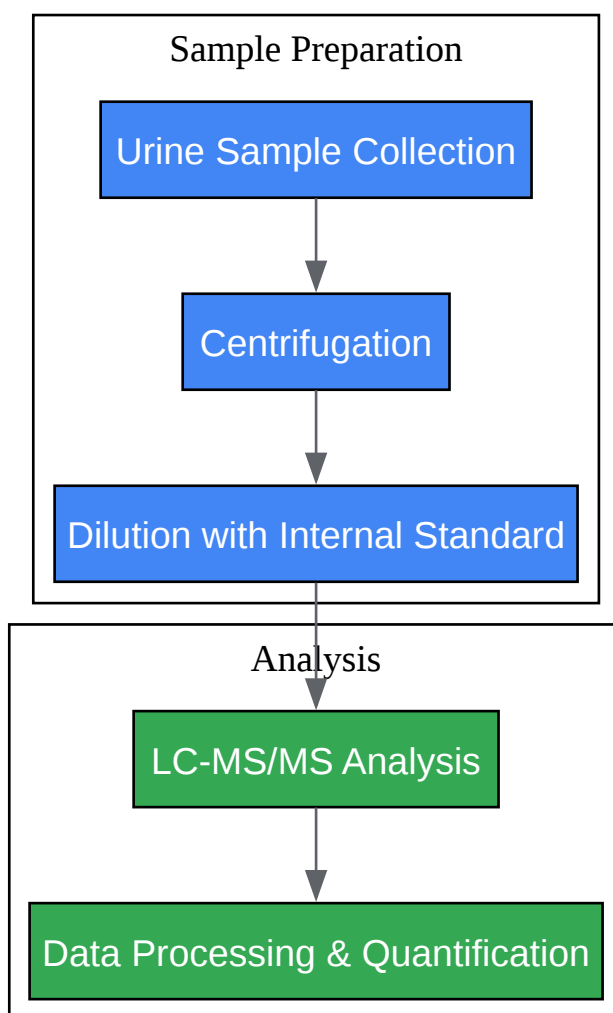 Sample Preparation
Urine Sample Collection
Centrifugation
Dilution with Internal Standard
Analysis
LC-MS/MS Analysis
Data Processing & Quantification